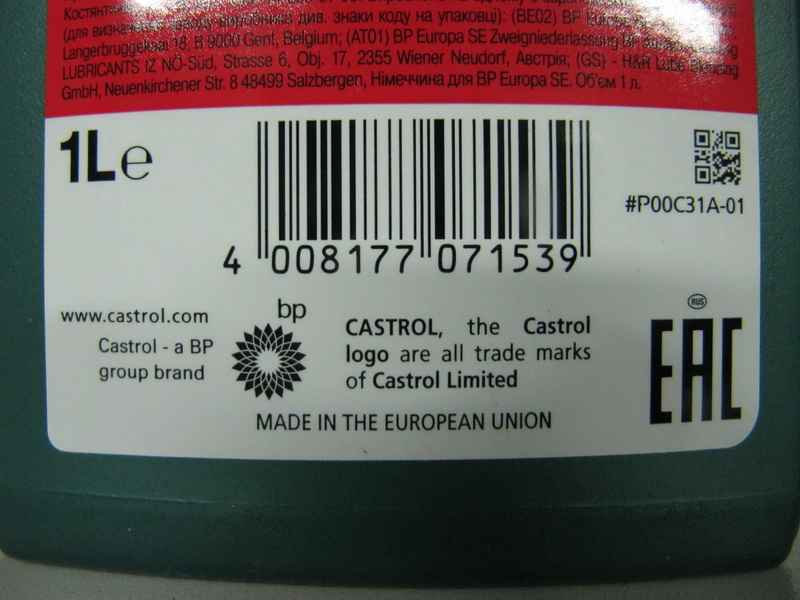 (для визначення назви виробника див. знаки коду на упаковці): (BE02) BP Europa
Langerbruggekaai 18, B 9000 Gent, Belgium; (AT01) BP Europa SE Zweigniederlassung BP
LUBRICANTS IZ NÖ-Süd, Strasse 6, Obj. 17, 2355 Wiener Neudorf, Австрія; (GS) - H&R Lube Blending
GmbH, Neuenkirchener Str. 8 48499 Salzbergen, Німеччина для BP Europa SE. Об'єм 1 л.
1L e
#P00C31A-01
4 008177 071539
www.castrol.com
Castrol - a BP
group brand
bp
CASTROL, the Castrol
logo are all trade marks
of Castrol Limited
RUS
EAC
MADE IN THE EUROPEAN UNION